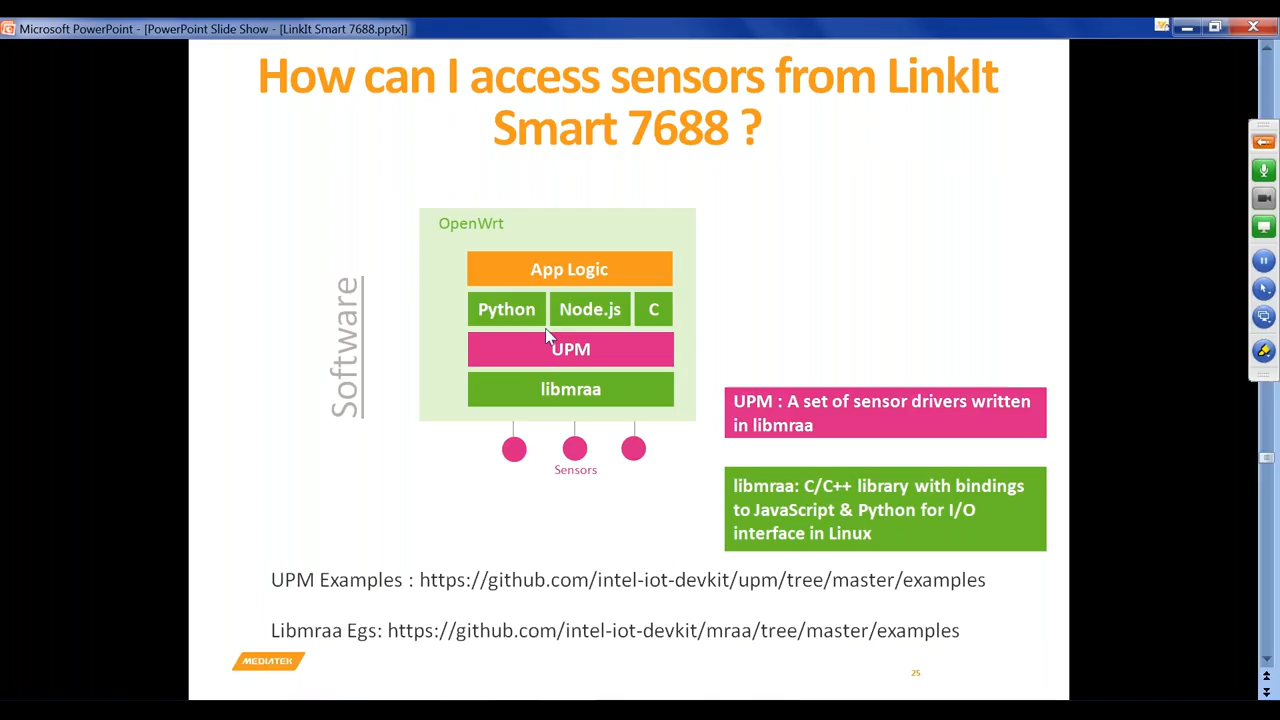 Microsoft PowerPoint - [PowerPoint Slide Show - [LinkIt Smart 7688.pptx]]
How can I access sensors from LinkIt
Smart 7688 ?
OpenWrt
App Logic
Python Node.js C
UPM
libmraa
Software
Sensors
UPM : A set of sensor drivers written
in libmraa
libmraa: C/C++ library with bindings
to JavaScript & Python for I/O
interface in Linux
UPM Examples : https://github.com/intel-iot-devkit/upm/tree/master/examples
Libmraa Egs: https://github.com/intel-iot-devkit/mraa/tree/master/examples
MEDIATEK
25